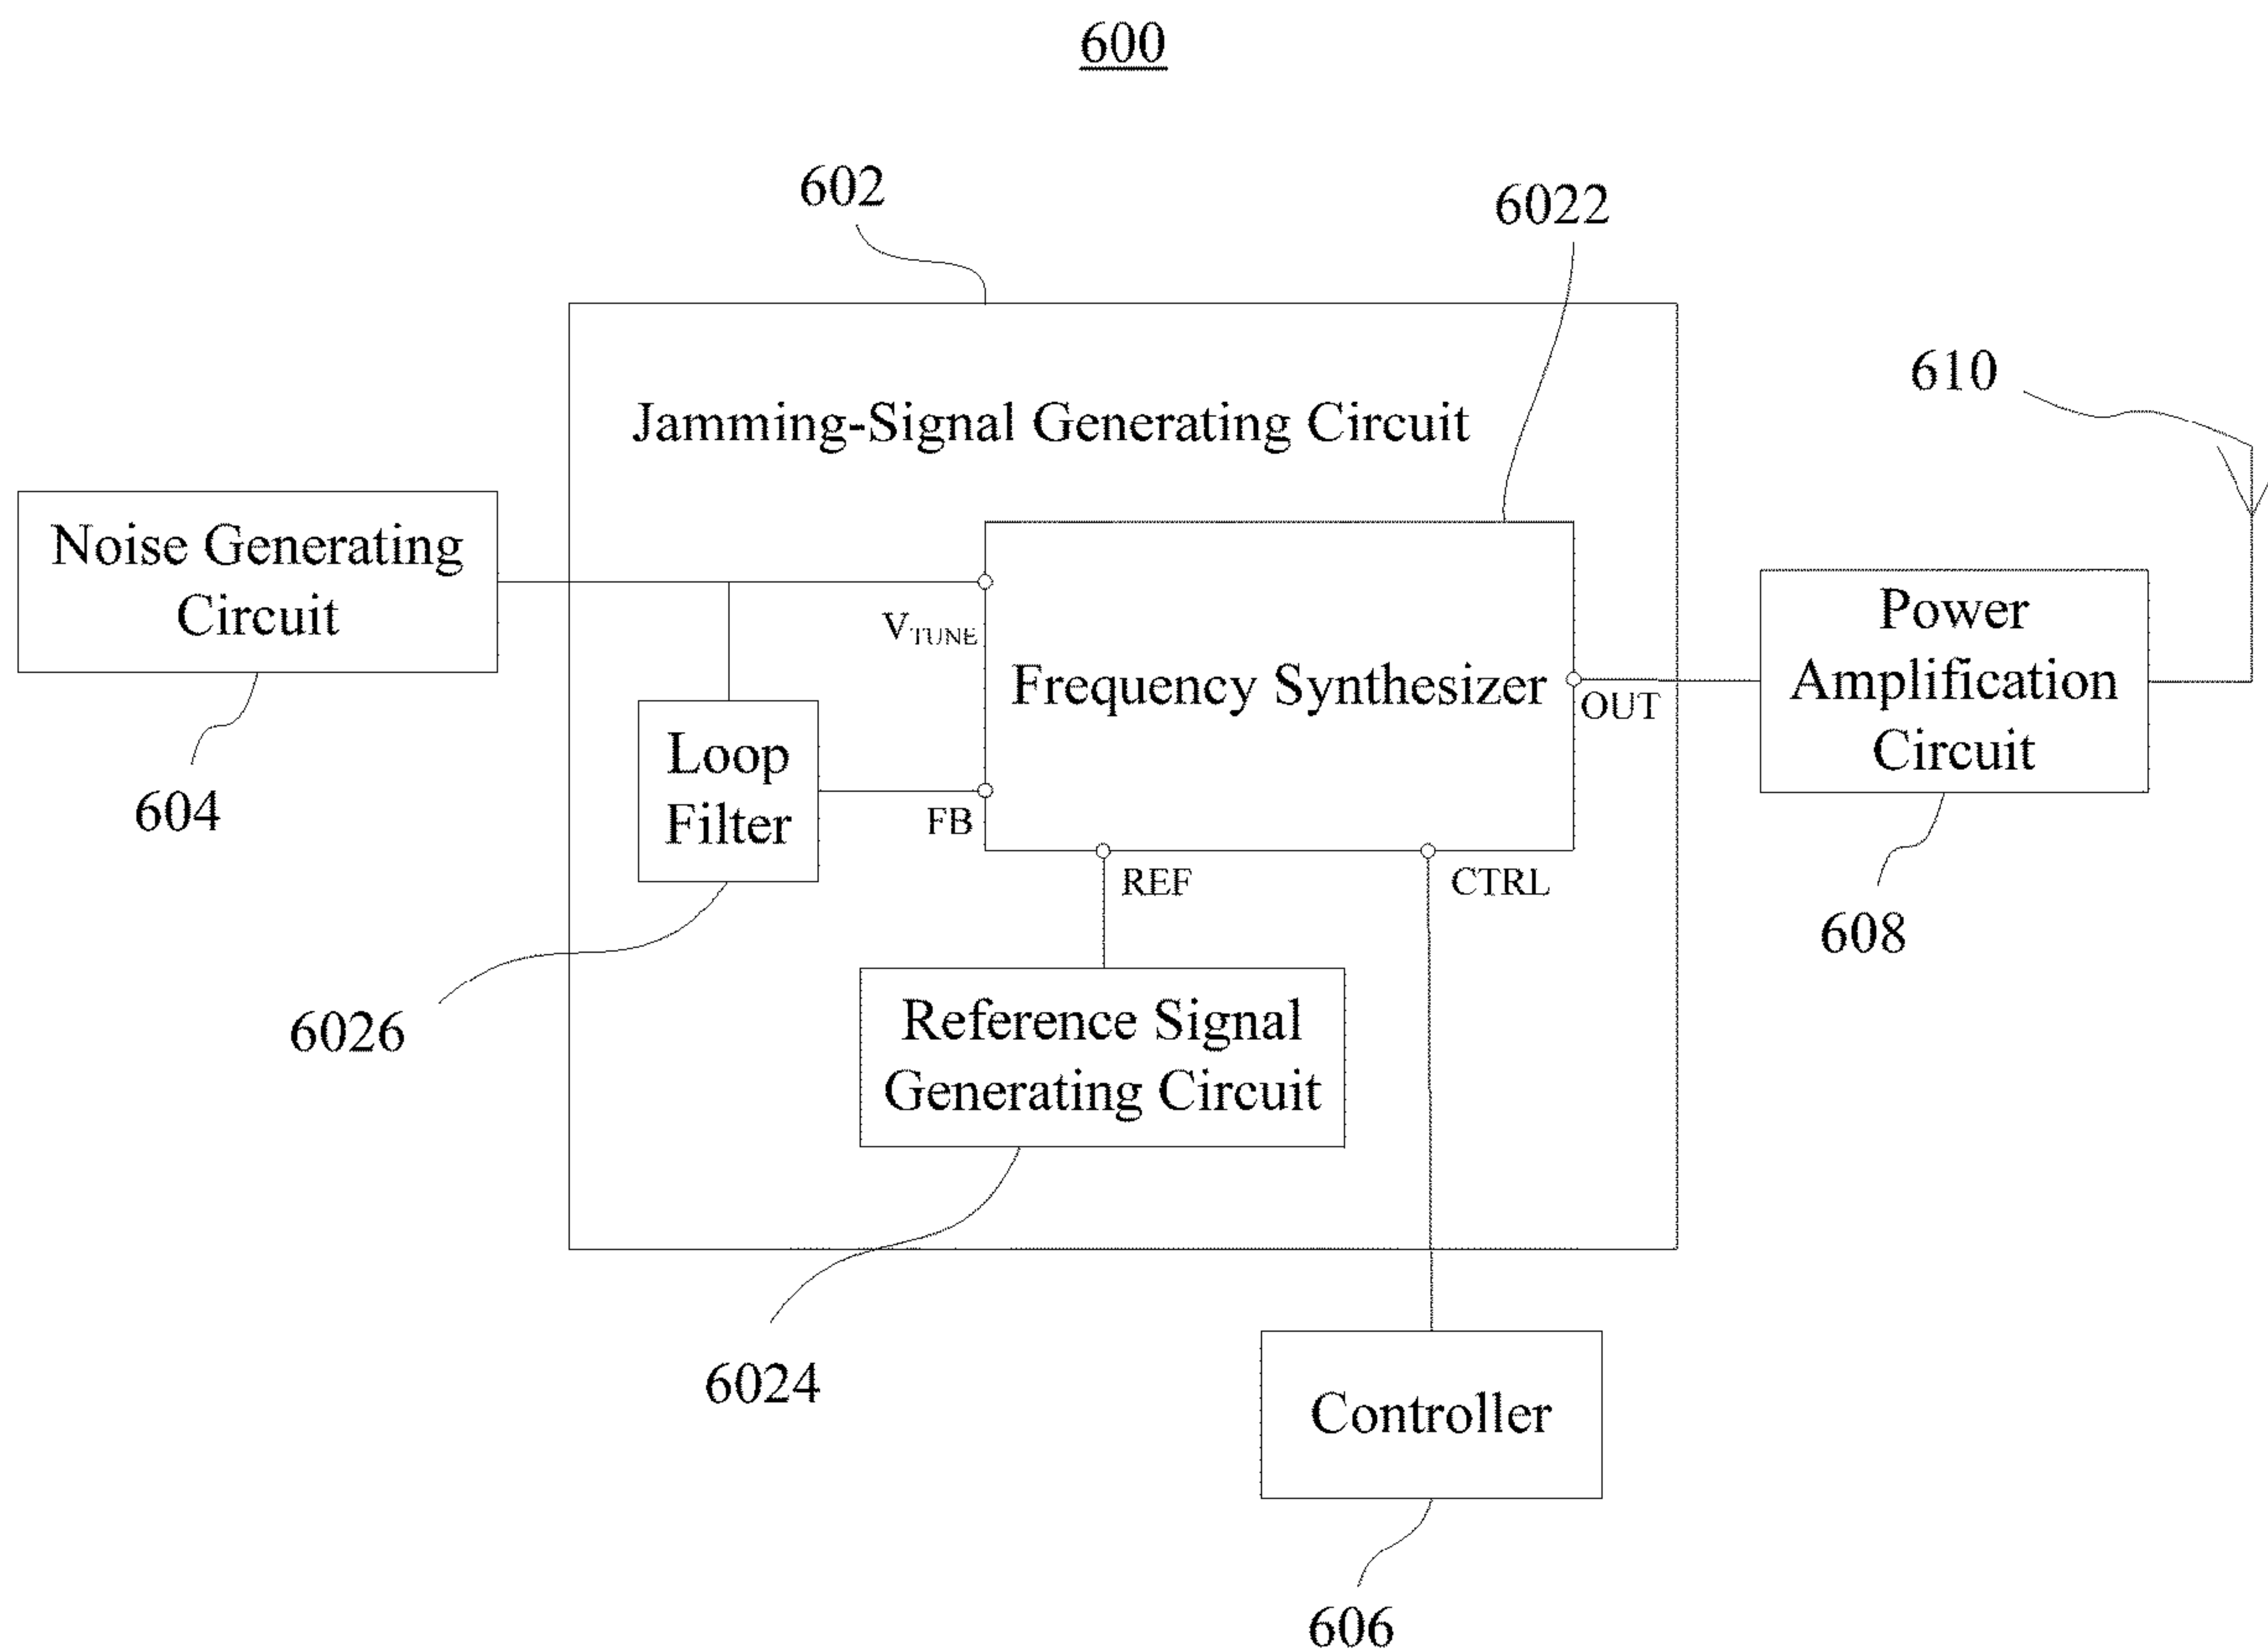 600
602
6022
610
Jamming-Signal Generating Circuit
Noise Generating
Circuit
604
VTUNE
Frequency Synthesizer
OUT
Power
Amplification
Circuit
608
Loop
Filter
FB
REF
CTRL
6026
Reference Signal
Generating Circuit
6024
Controller
606